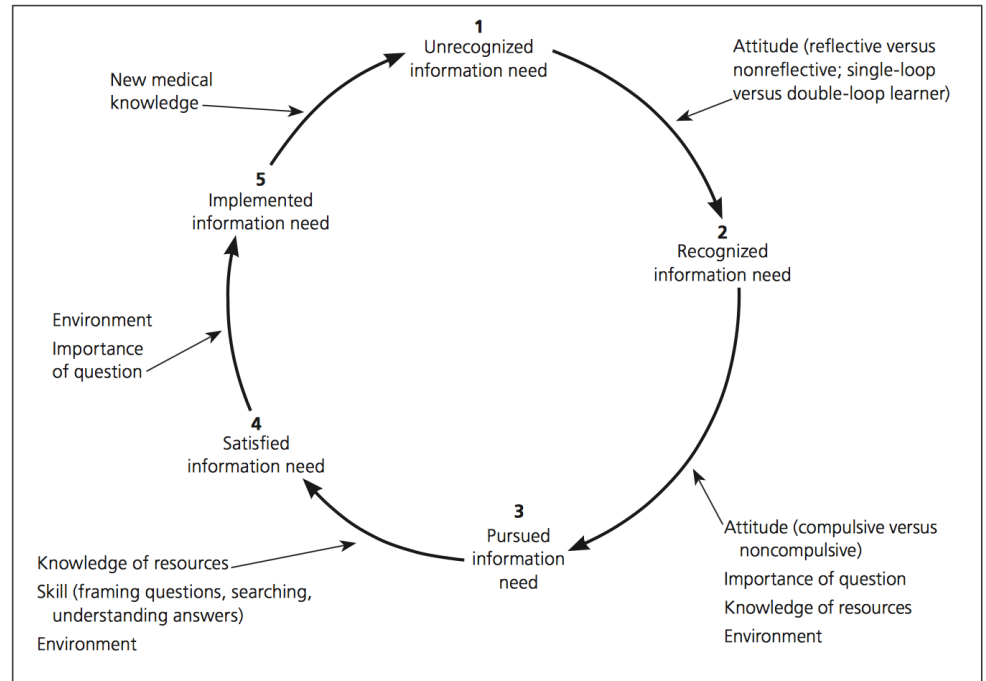 1
Unrecognized
information need
Attitude (reflective versus
nonreflective; single-loop
versus double-loop learner)
2
Recognized
information need
Attitude (compulsive versus
noncompulsive)
Importance of question
Knowledge of resources
Environment
3
Pursued
information
need
Knowledge of resources
Skill (framing questions, searching,
understanding answers)
Environment
4
Satisfied
information need
Environment
Importance
of question
5
Implemented
information need
New medical
knowledge